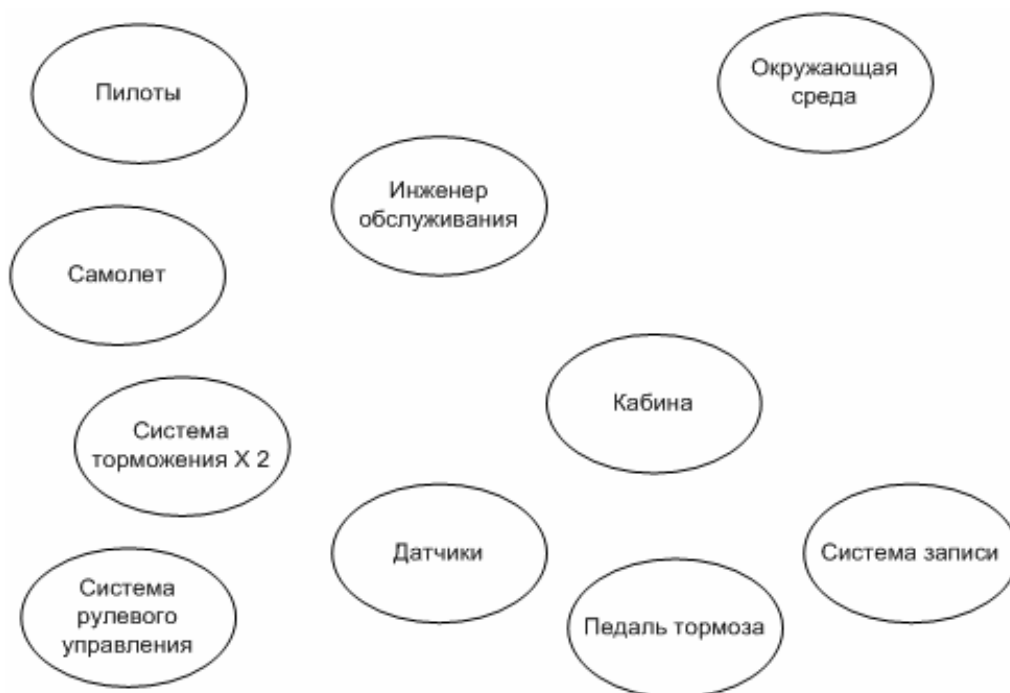 Пилоты
Окружающая
среда
Инженер
обслуживания
Самолет
Кабина
Система
торможения X 2
Датчики
Система записи
Система
рулевого
управления
Педаль тормоза